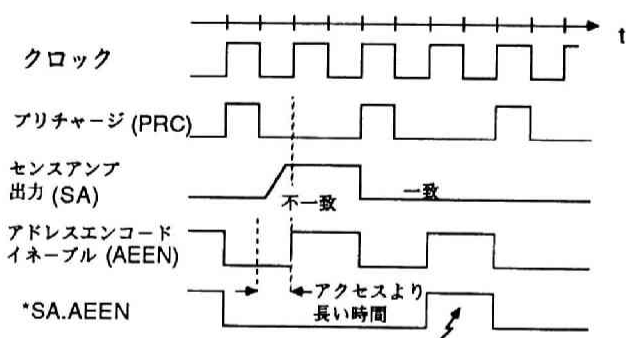 t
クロック
プリチャージ (PRC)
センスアンプ
出力 (SA)
不一致
一致
アドレスエンコード
イネーブル (AEEN)
アクセスより
長い時間
*SA.AEEN